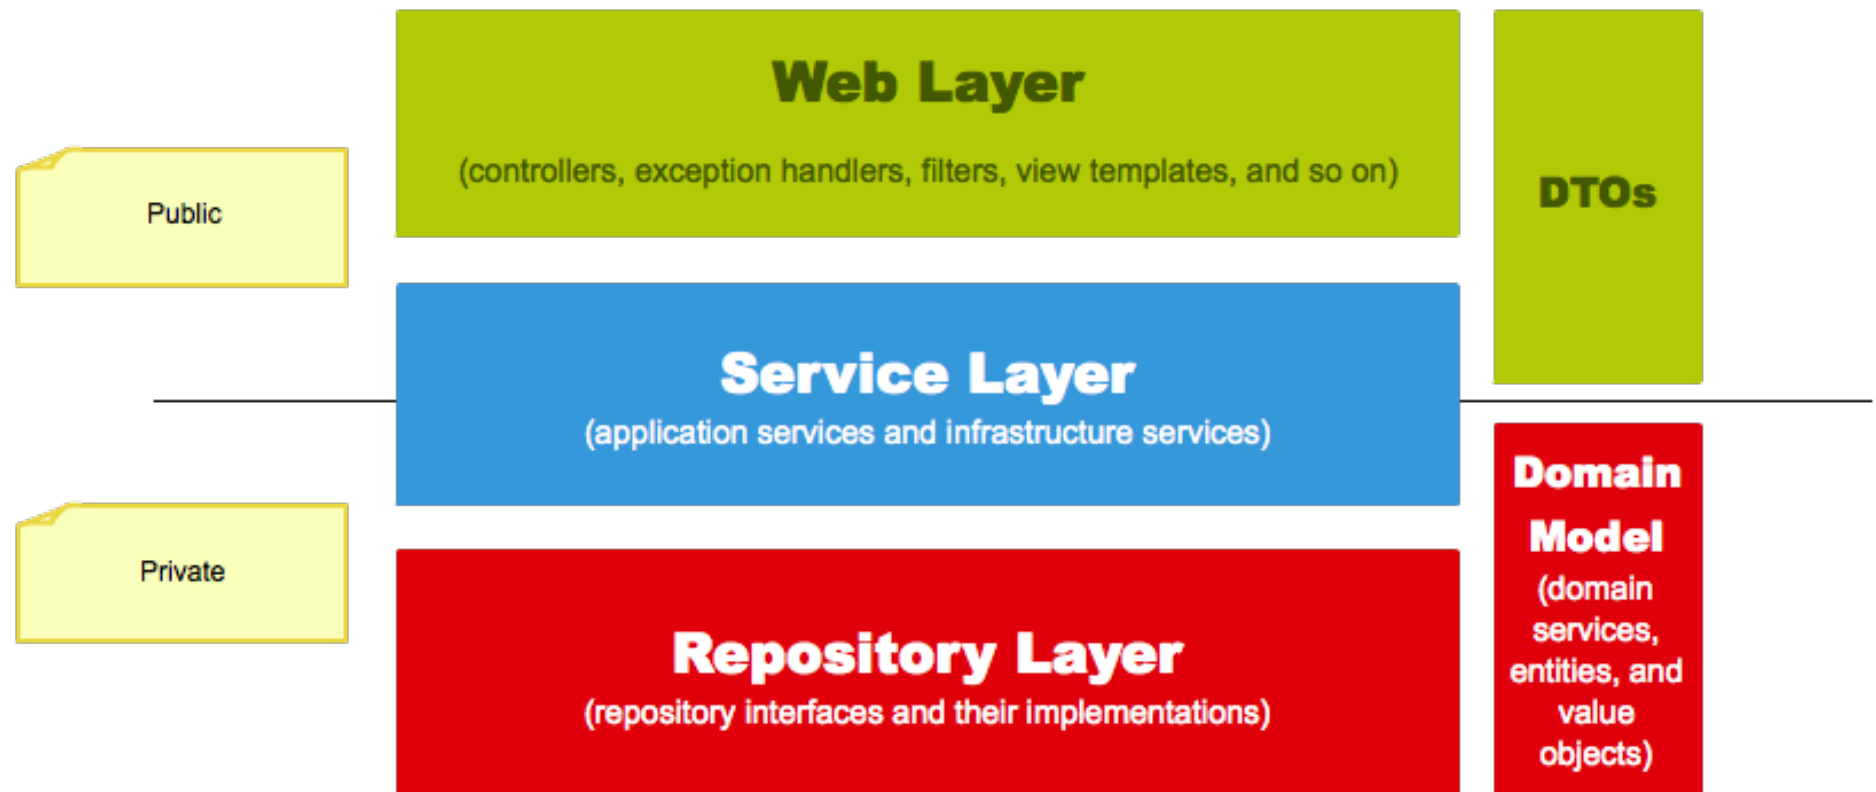 Web Layer
(controllers, exception handlers, filters, view templates, and so on)
DTOs
Public
Service Layer
(application services and infrastructure services)
Private
Repository Layer
(repository interfaces and their implementations)
Domain
Model
(domain
services,
entities, and
value
objects)